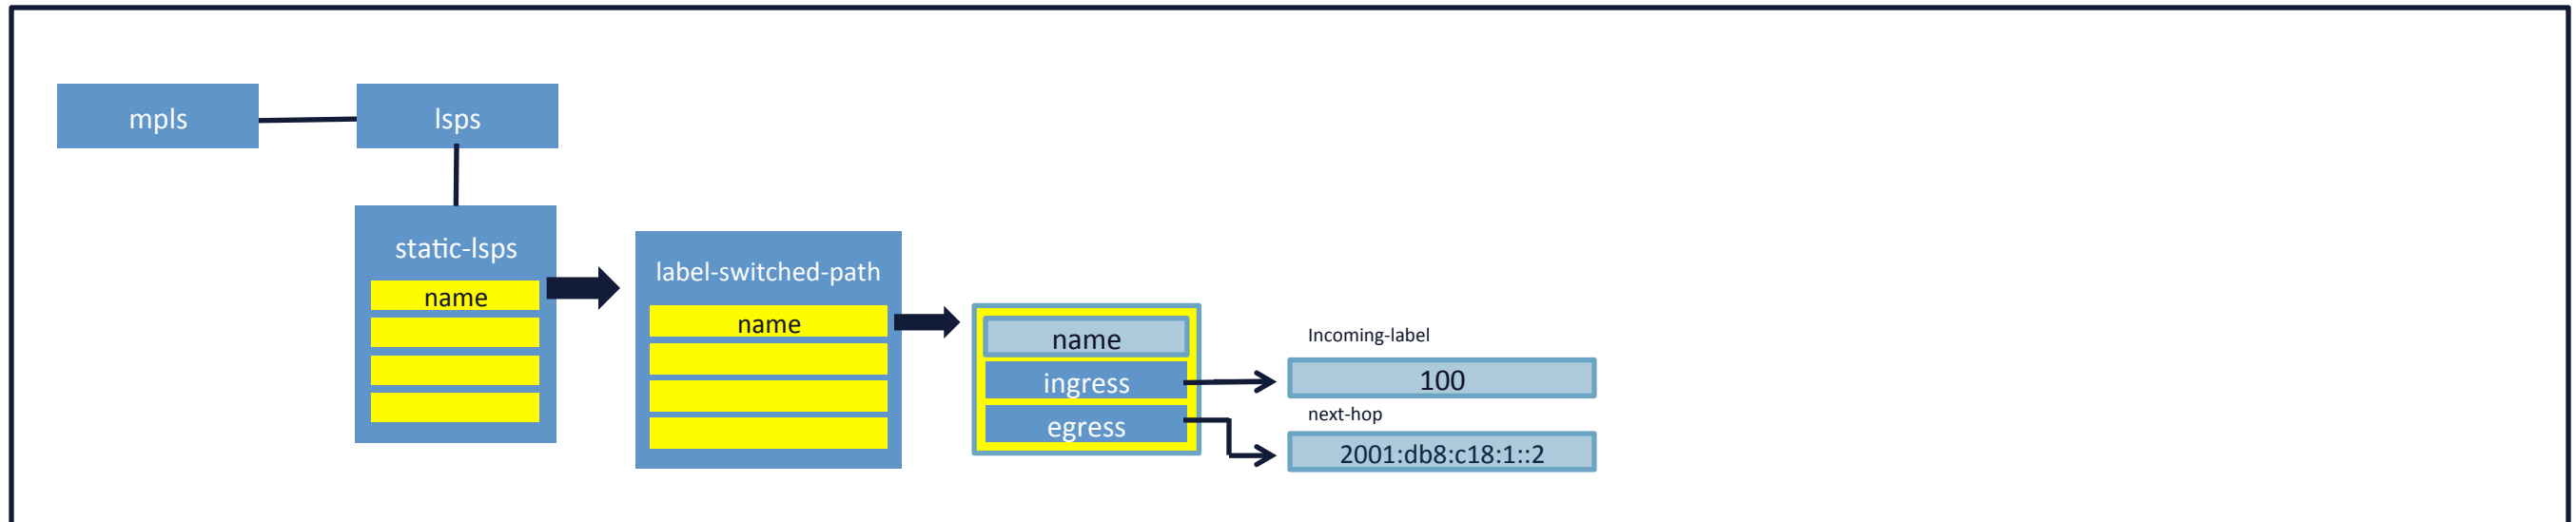 mpls
lsps
static-lsps
name
label-switched-path
name
name
ingress
egress
Incoming-label
100
next-hop
2001:db8:c18:1::2